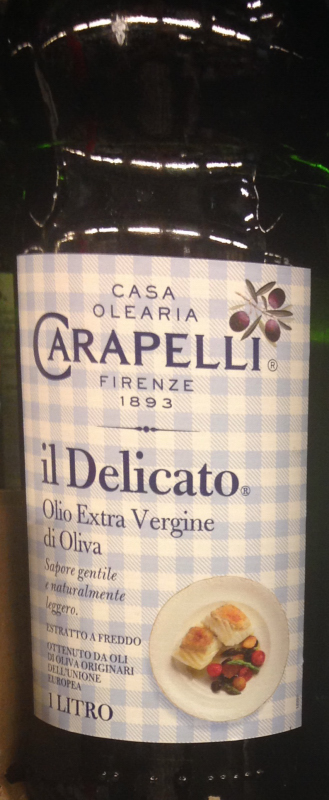 CASA
OLEARIA
CARAPELLI®
FIRENZE
1893
il Delicato®
Olio Extra Vergine
di Oliva
Sapore gentile
e naturalmente
leggero.
ESTRATTO A FREDDO
OTTENUTO DA OLI
DI OLIVA ORIGINARI
DELL'UNIONE
EUROPEA
1 LITRO